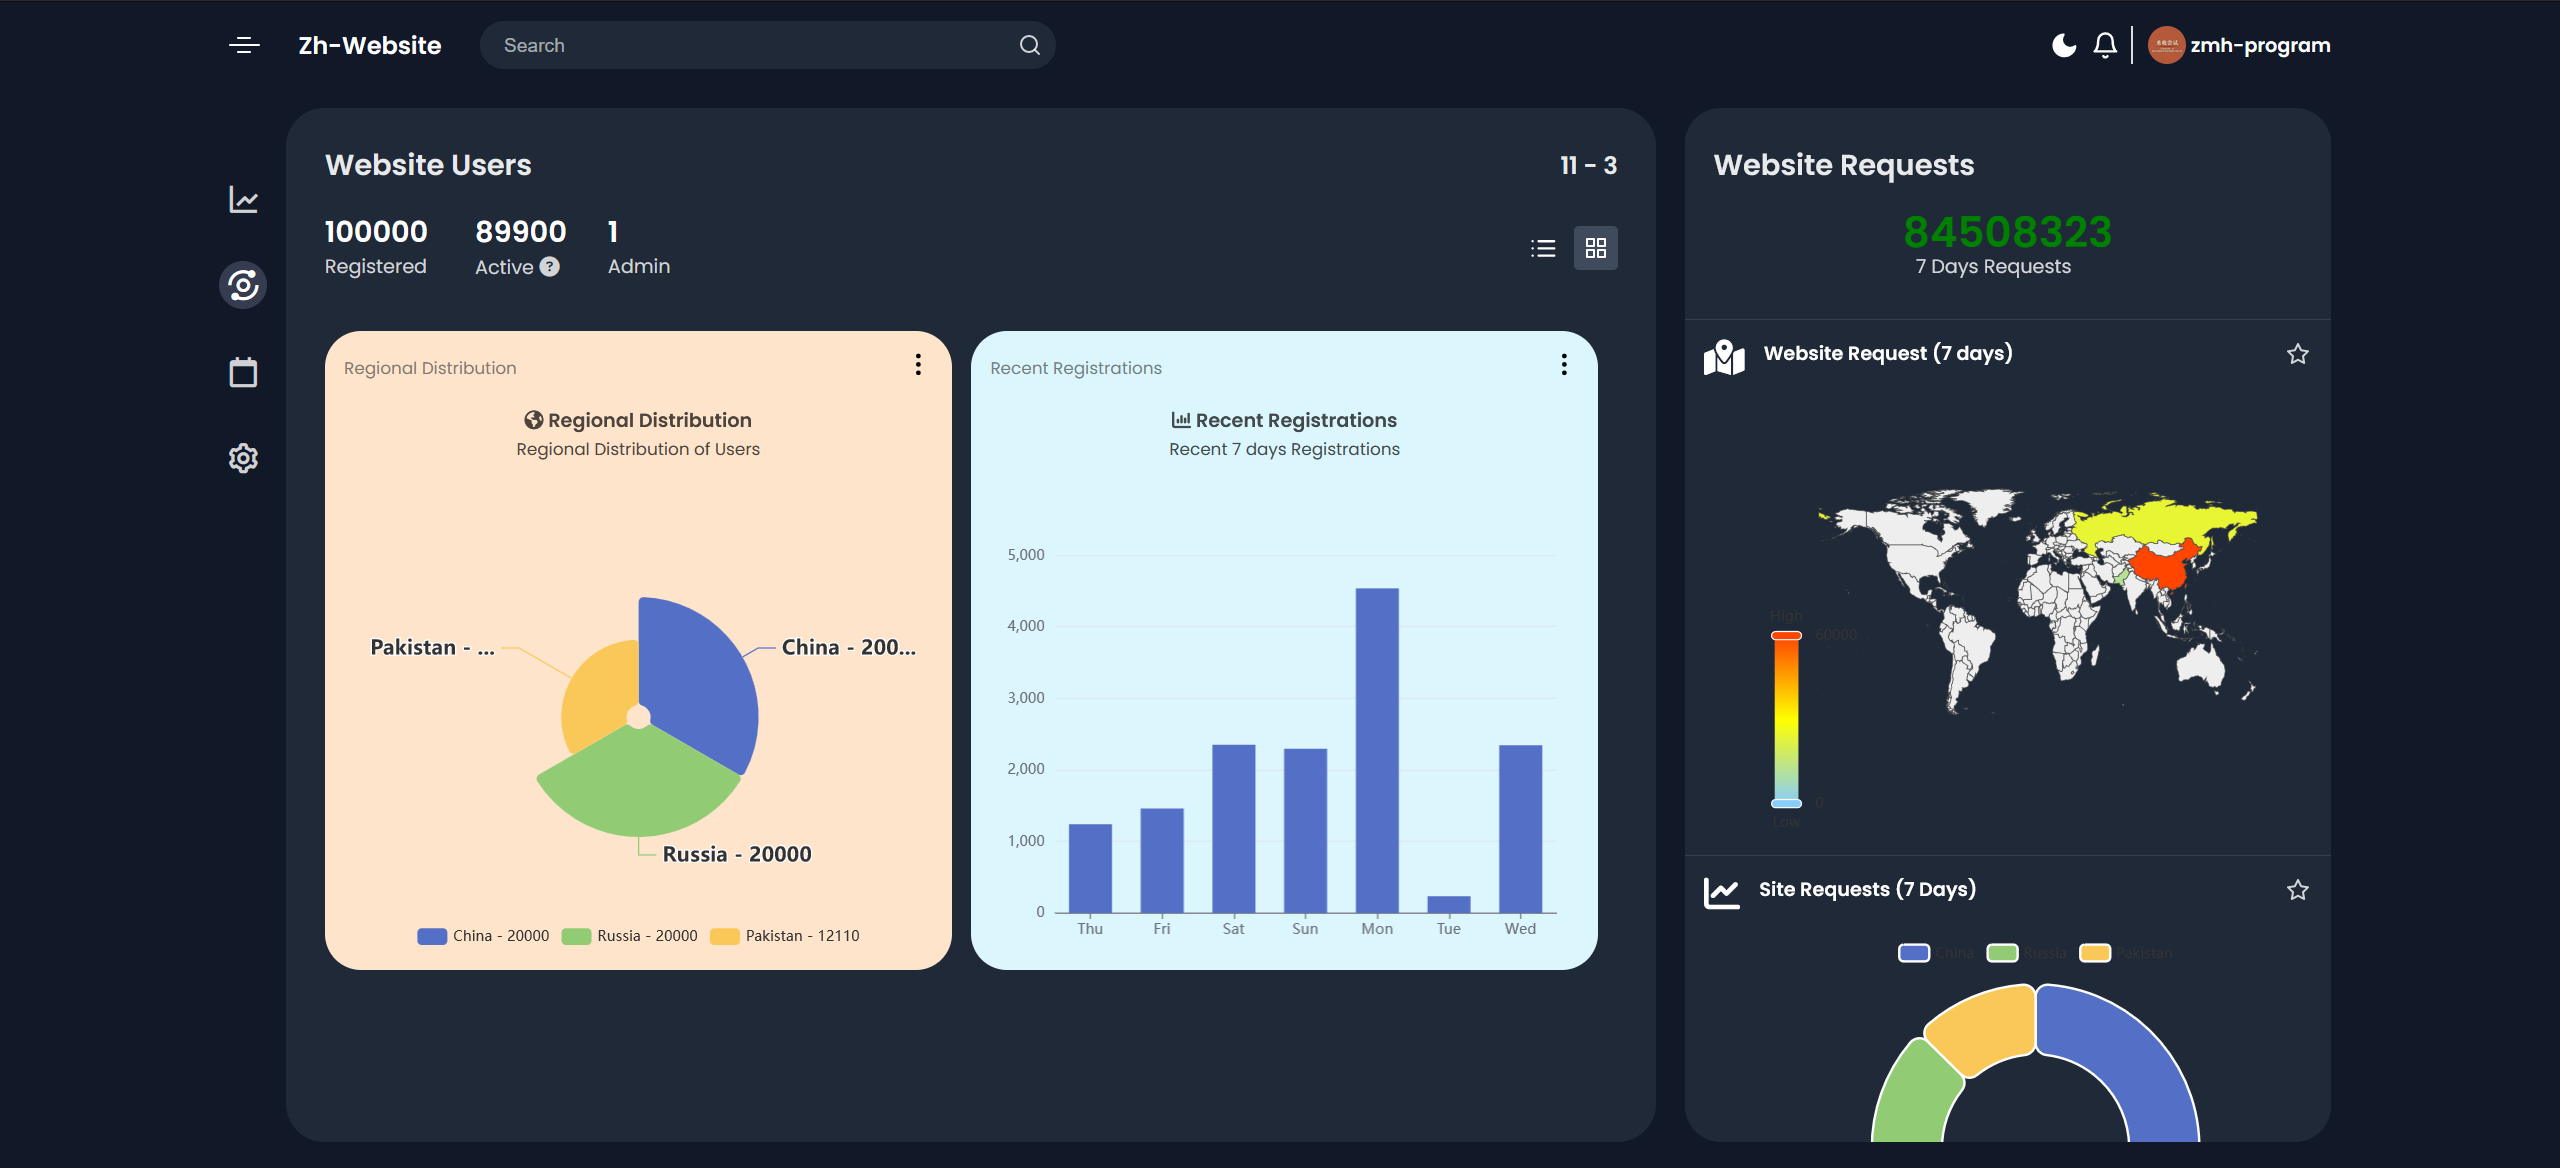 Zh-Website
Search
zmh-program
Website Users
11 - 3
100000
Registered
89900
Active ?
1
Admin
Regional Distribution
Regional Distribution
Regional Distribution of Users
Pakistan - ...
China - 200...
Russia - 20000
China - 20000
Russia - 20000
Pakistan - 12110
Recent Registrations
Recent Registrations
Recent 7 days Registrations
5,000
4,000
3,000
2,000
1,000
0
Thu
Fri
Sat
Sun
Mon
Tue
Wed
Website Requests
84508323
7 Days Requests
Website Request (7 days)
High
60000
0
Low
Site Requests (7 Days)
China
Russia
Pakistan